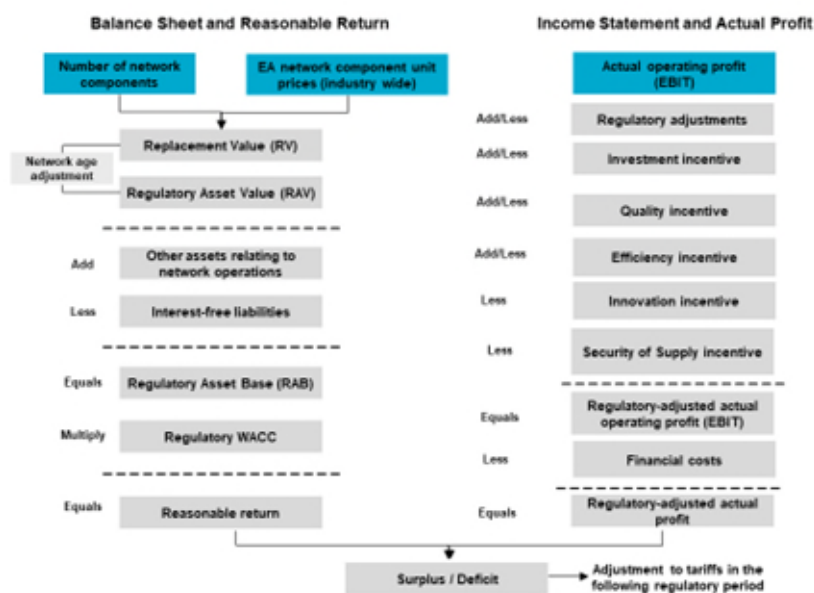 Balance Sheet and Reasonable Return
Number of network
components
EA network component unit
prices (industry wide)
Replacement Value (RV)
Network age
adjustment
Regulatory Asset Value (RAV)
Add
Other assets relating to
network operations
Less
Interest-free liabilities
Equals
Regulatory Asset Base (RAB)
Multiply
Regulatory WACC
Equals
Reasonable return
Income Statement and Actual Profit
Actual operating profit
(EBIT)
Add/Less
Regulatory adjustments
Add/Less
Investment incentive
Add/Less
Quality incentive
Add/Less
Efficiency incentive
Less
Innovation incentive
Less
Security of Supply incentive
Equals
Regulatory-adjusted actual
operating profit (EBIT)
Less
Financial costs
Equals
Regulatory-adjusted actual
profit
Surplus / Deficit
Adjustment to tariffs in the
following regulatory period